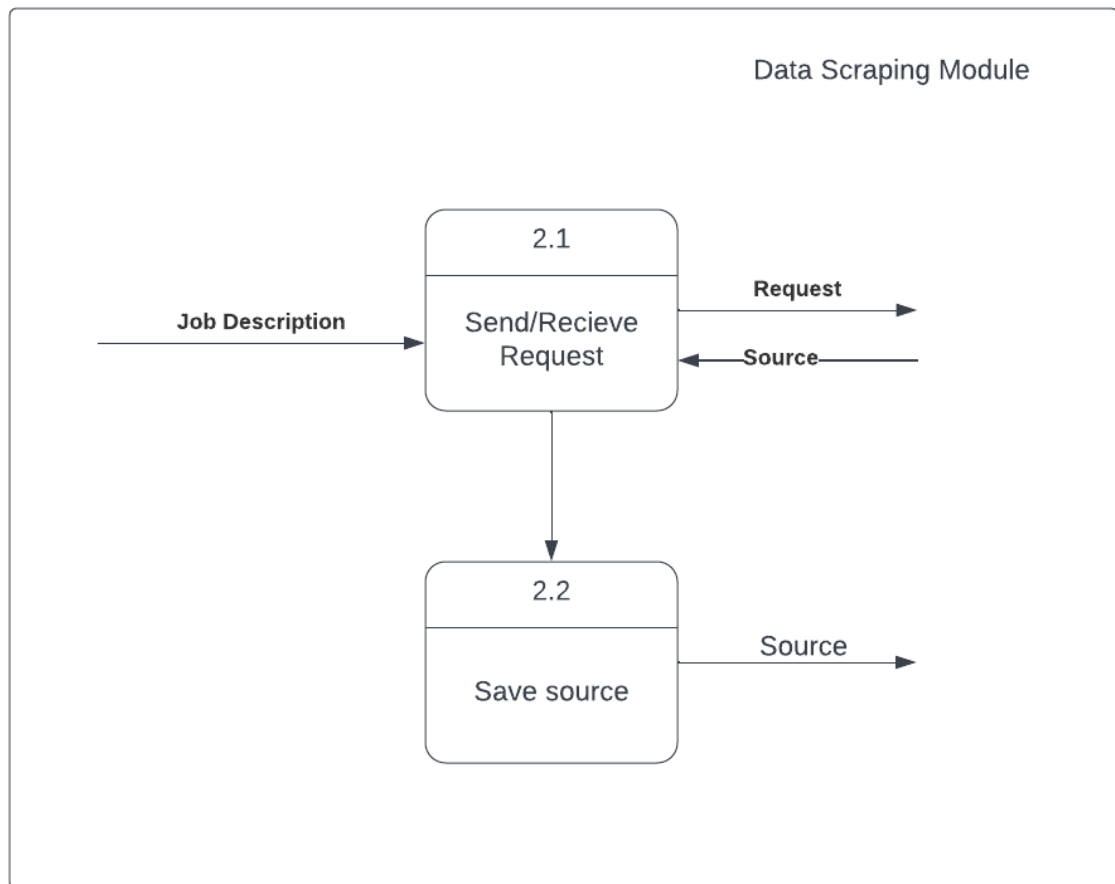 Data Scraping Module
2.1
Job Description
Send/Recieve
Request
Request
Source
2.2
Save source
Source